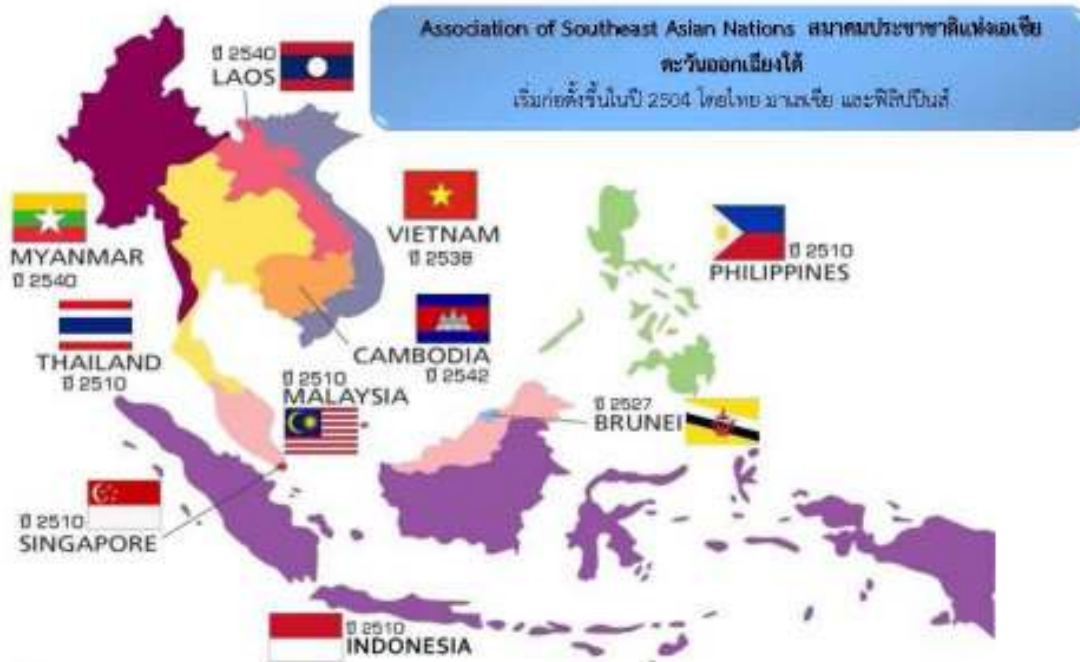 Association of Southeast Asian Nations สมาคมประชาชาติแห่งเอเชีย
ตะวันออกเฉียงใต้
เริ่มก่อตั้งขึ้นในปี 2504 โดยไทย มาเลเซีย และฟิลิปปินส์
ปี 2540
LAOS
VIETNAM
ปี 2538
ปี 2510
PHILIPPINES
MYANMAR
ปี 2540
THAILAND
ปี 2510
CAMBODIA
ปี 2542
ปี 2510
MALAYSIA
ปี 2527
BRUNEI
ปี 2510
SINGAPORE
ปี 2510
INDONESIA